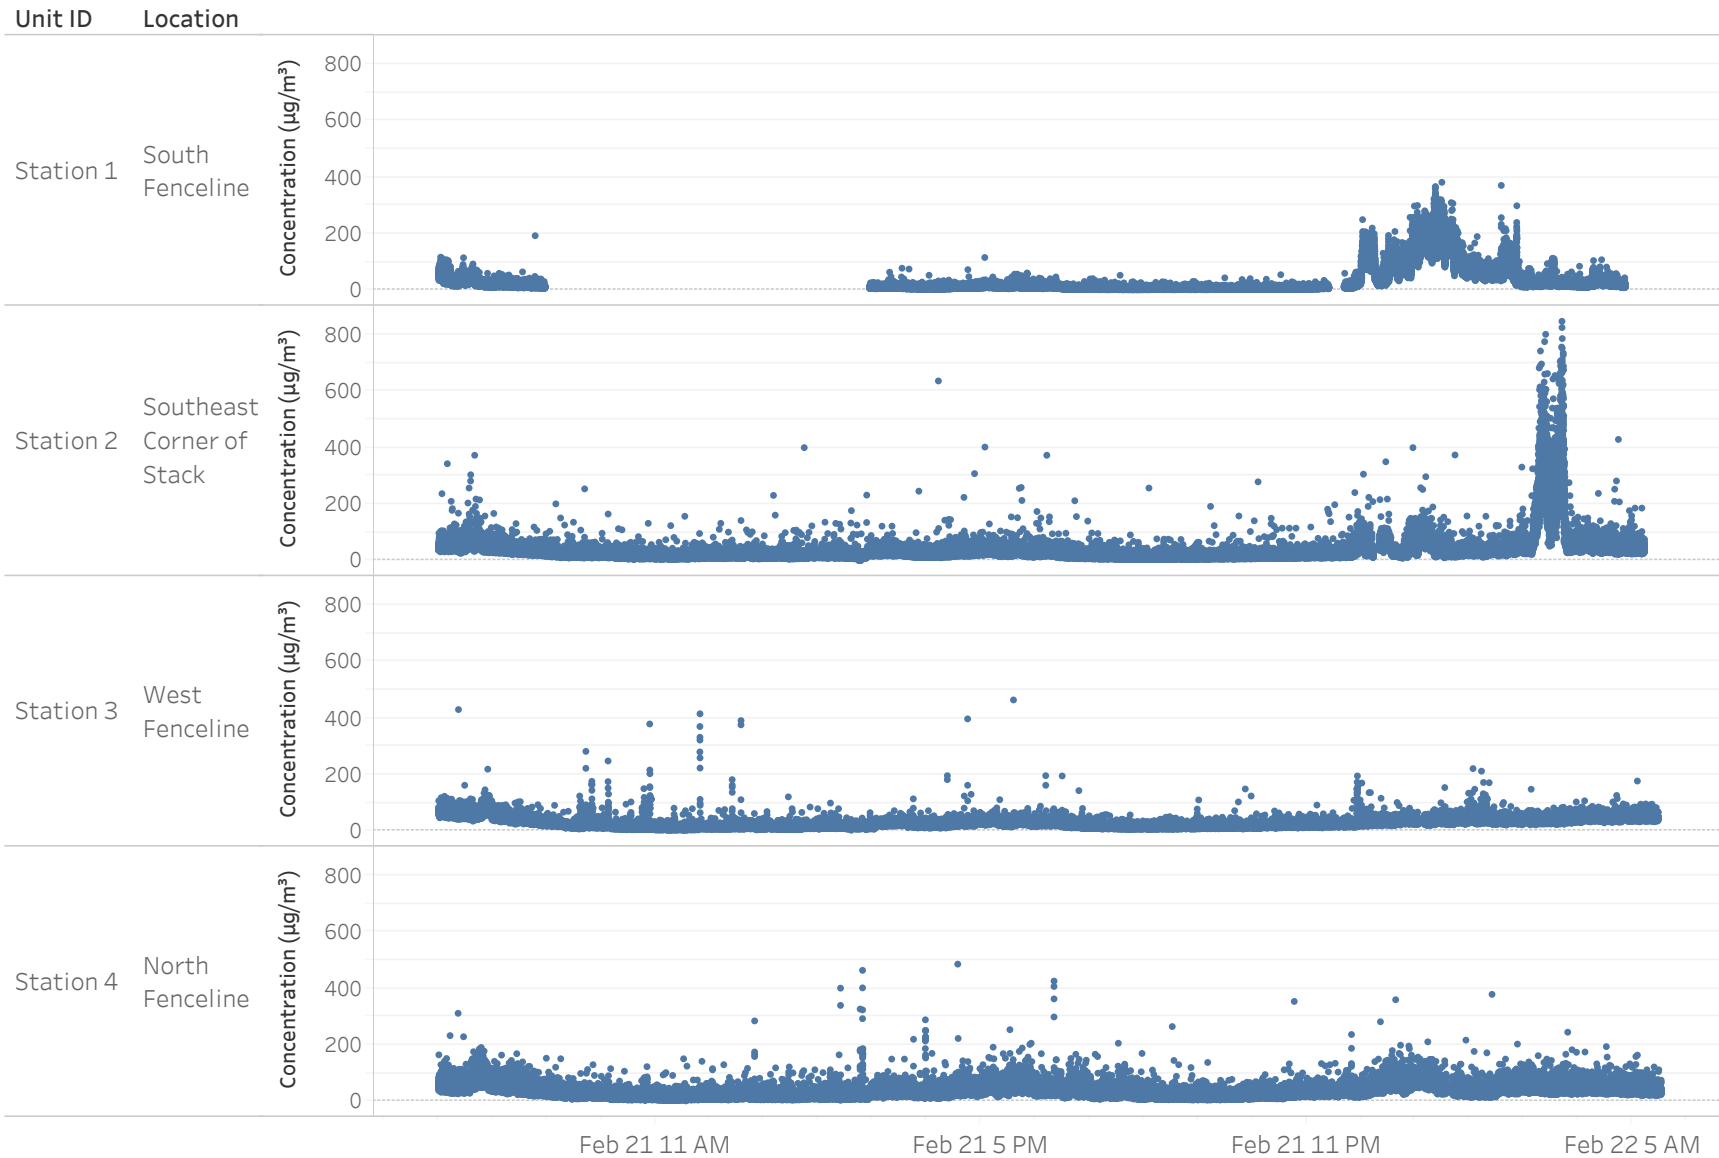 Unit ID Location
Station 1
South
Fenceline
Concentration (µg/m³)
800
600
400
200
0
Station 2
Southeast
Corner of
Stack
Concentration (µg/m³)
800
600
400
200
0
Station 3
West
Fenceline
Concentration (µg/m³)
800
600
400
200
0
Station 4
North
Fenceline
Concentration (µg/m³)
800
600
400
200
0
Feb 21 11 AM Feb 21 5 PM Feb 21 11 PM Feb 22 5 AM